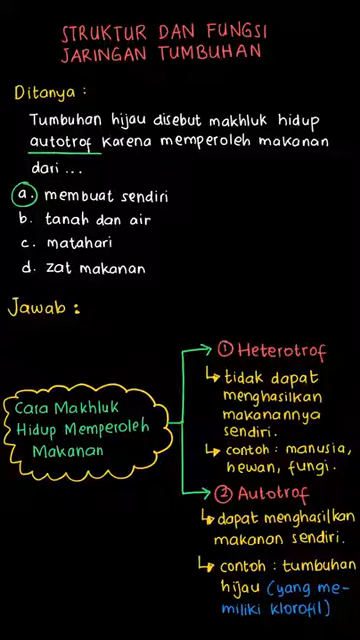 STRUKTUR DAN FUNGSI
JARINGAN TUMBUHAN
Ditanya :
Tumbuhan hijau disebut makhluk hidup
autotrof karena memperoleh makanan
dari ...
a. membuat sendiri
b. tanah dan air
c. matahari
d. zat makanan
Jawab :
Cara Makhluk
Hidup Memperoleh
Makanan
① Heterotrof
↳ tidak dapat
menghasilkan
makanannya
sendiri.
↳ contoh : manusia,
hewan, fungi.
② Autotrof
↳ dapat menghasilkan
makanan sendiri.
↳ contoh : tumbuhan
hijau (yang me-
miliki klorofil)